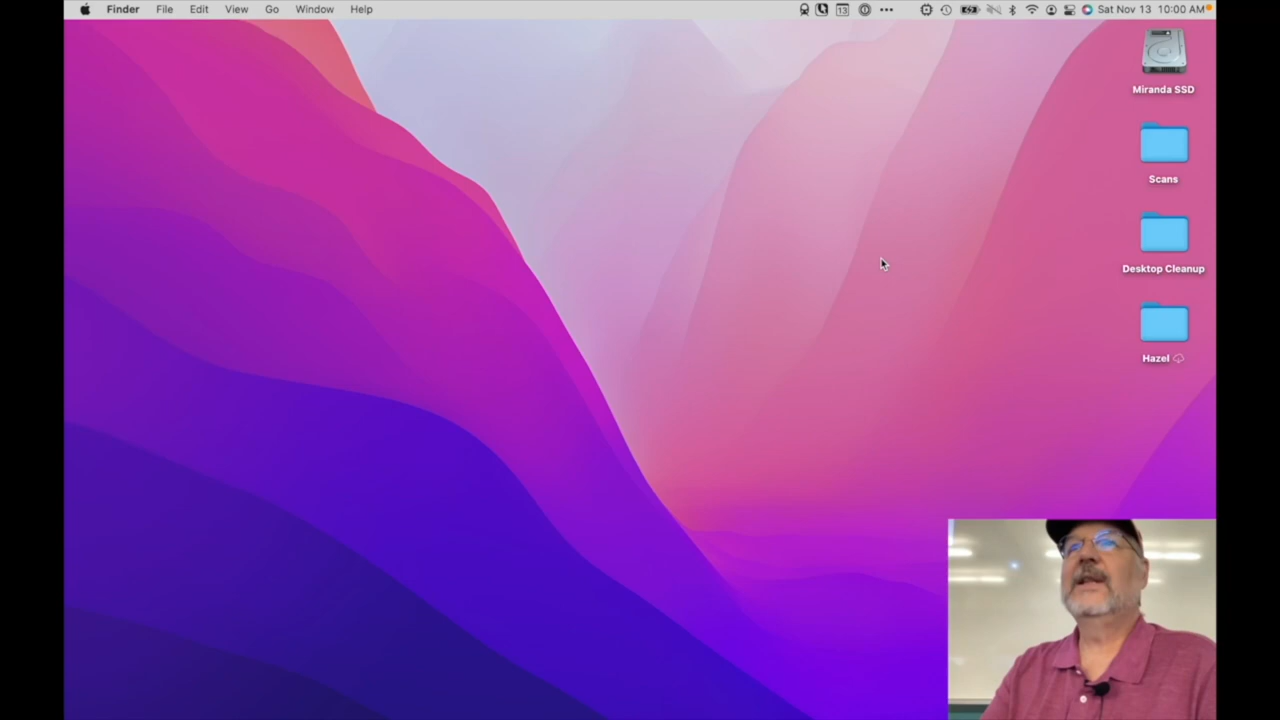 Finder File Edit View Go Window Help 13 Sat Nov 13 10:00 AM
Miranda SSD
Scans
Desktop Cleanup
Hazel